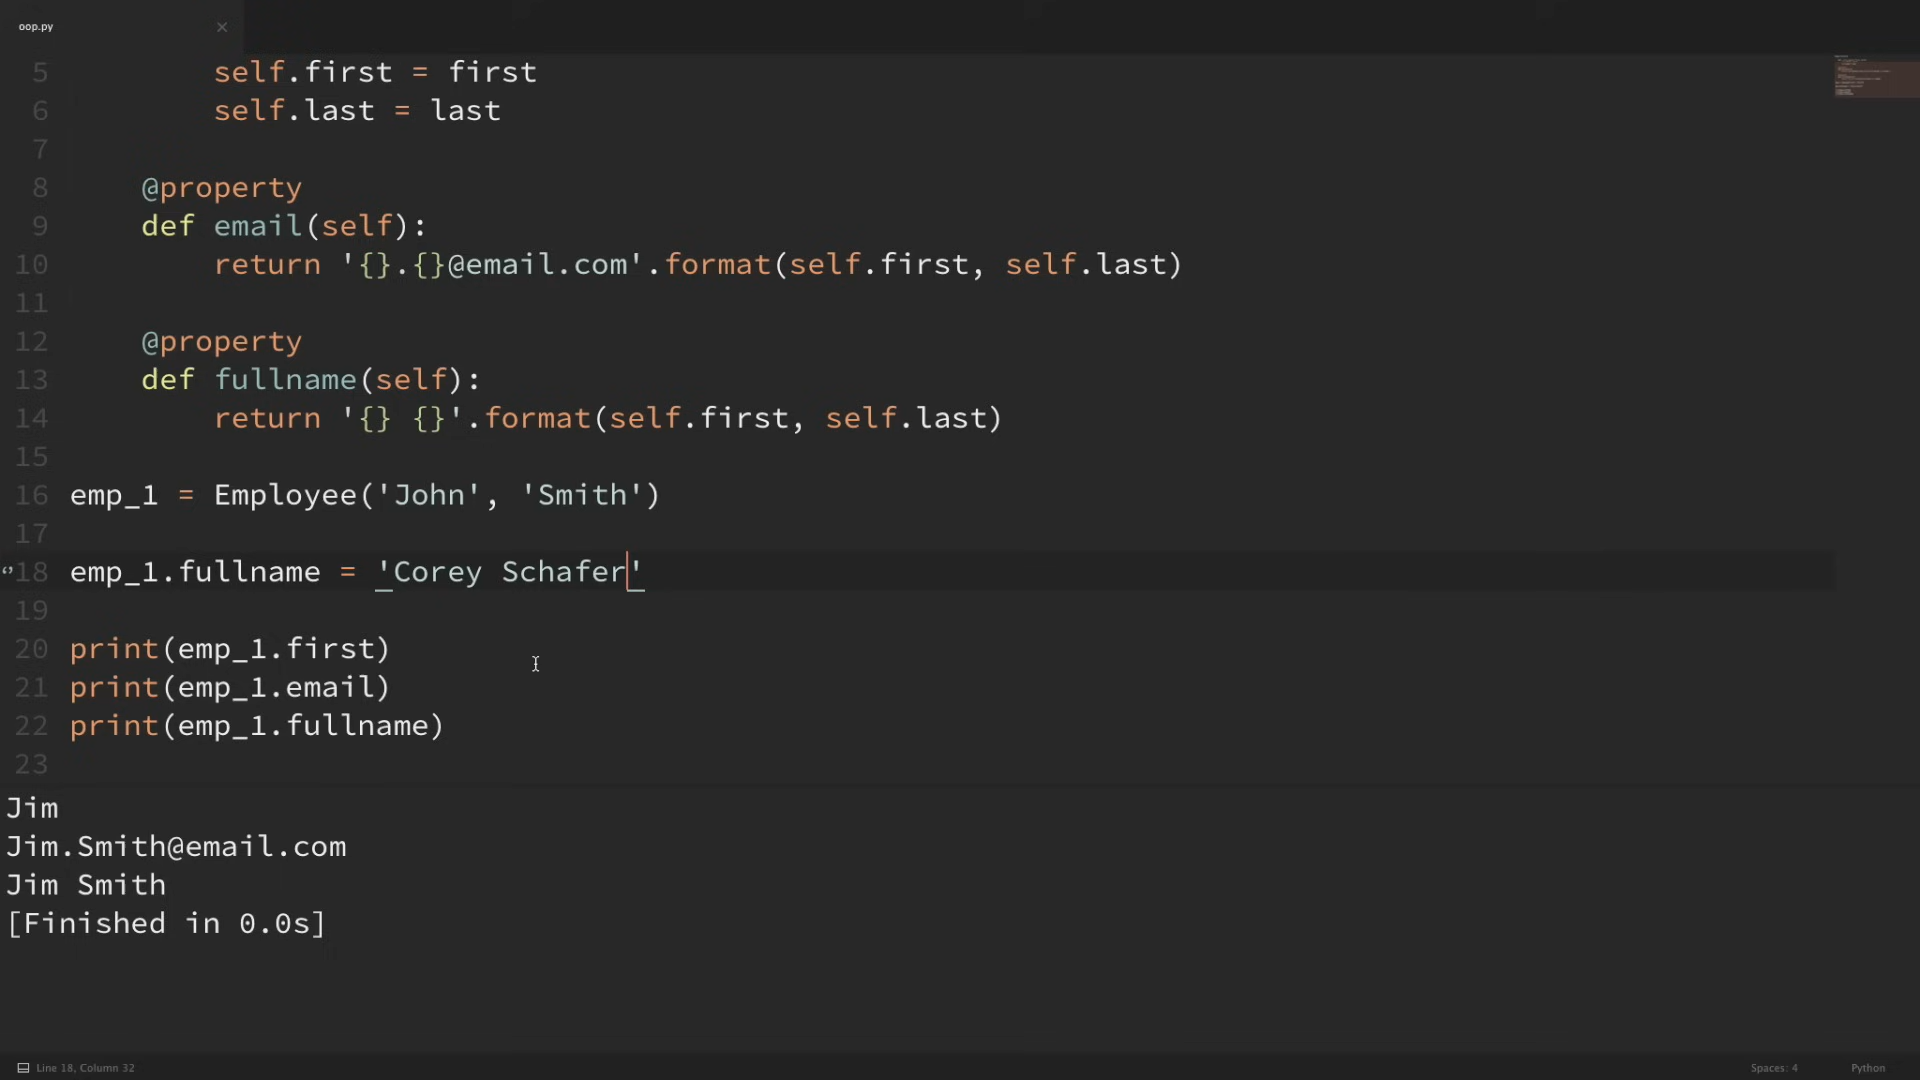 oop.py ×
5         self.first = first
6         self.last = last
7
8     @property
9     def email(self):
10         return '{}.{}@email.com'.format(self.first, self.last)
11
12     @property
13     def fullname(self):
14         return '{} {}'.format(self.first, self.last)
15
16 emp_1 = Employee('John', 'Smith')
17
18 emp_1.fullname = 'Corey Schafer'
19
20 print(emp_1.first)
21 print(emp_1.email)
22 print(emp_1.fullname)
23
Jim
Jim.Smith@email.com
Jim Smith
[Finished in 0.0s]
Line 18, Column 32 Spaces: 4 Python